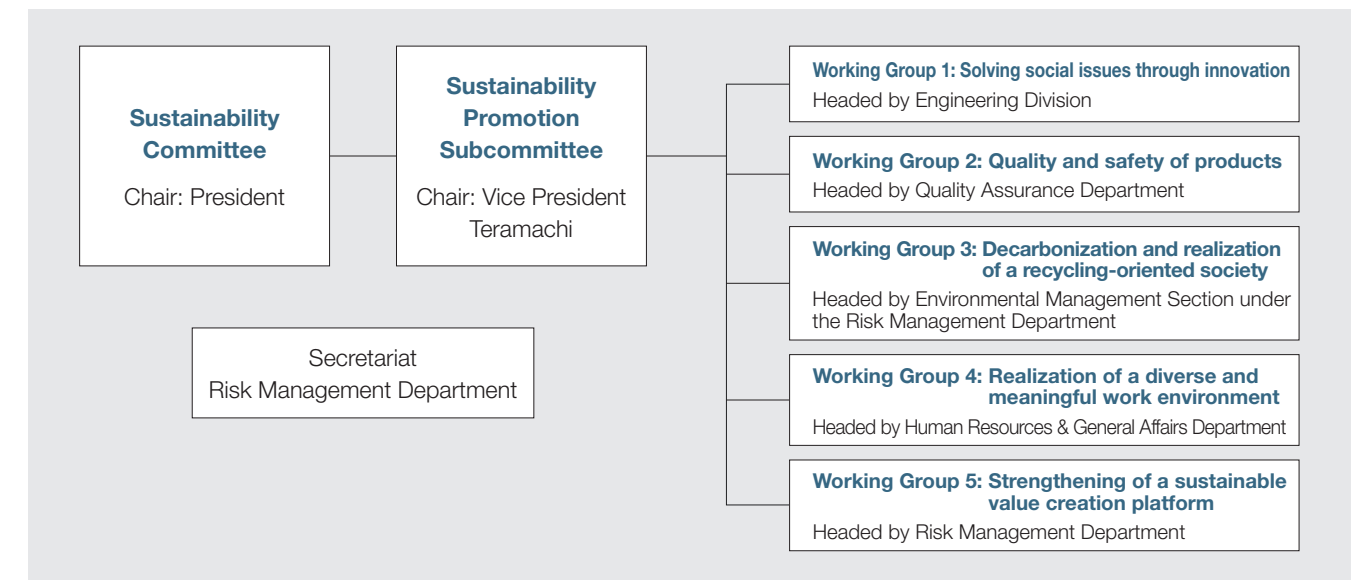 Sustainability
Committee
Chair: President
Sustainability
Promotion
Subcommittee
Chair: Vice President
Teramachi
Secretariat
Risk Management Department
Working Group 1: Solving social issues through innovation
Headed by Engineering Division
Working Group 2: Quality and safety of products
Headed by Quality Assurance Department
Working Group 3: Decarbonization and realization
of a recycling-oriented society
Headed by Environmental Management Section under
the Risk Management Department
Working Group 4: Realization of a diverse and
meaningful work environment
Headed by Human Resources & General Affairs Department
Working Group 5: Strengthening of a sustainable
value creation platform
Headed by Risk Management Department